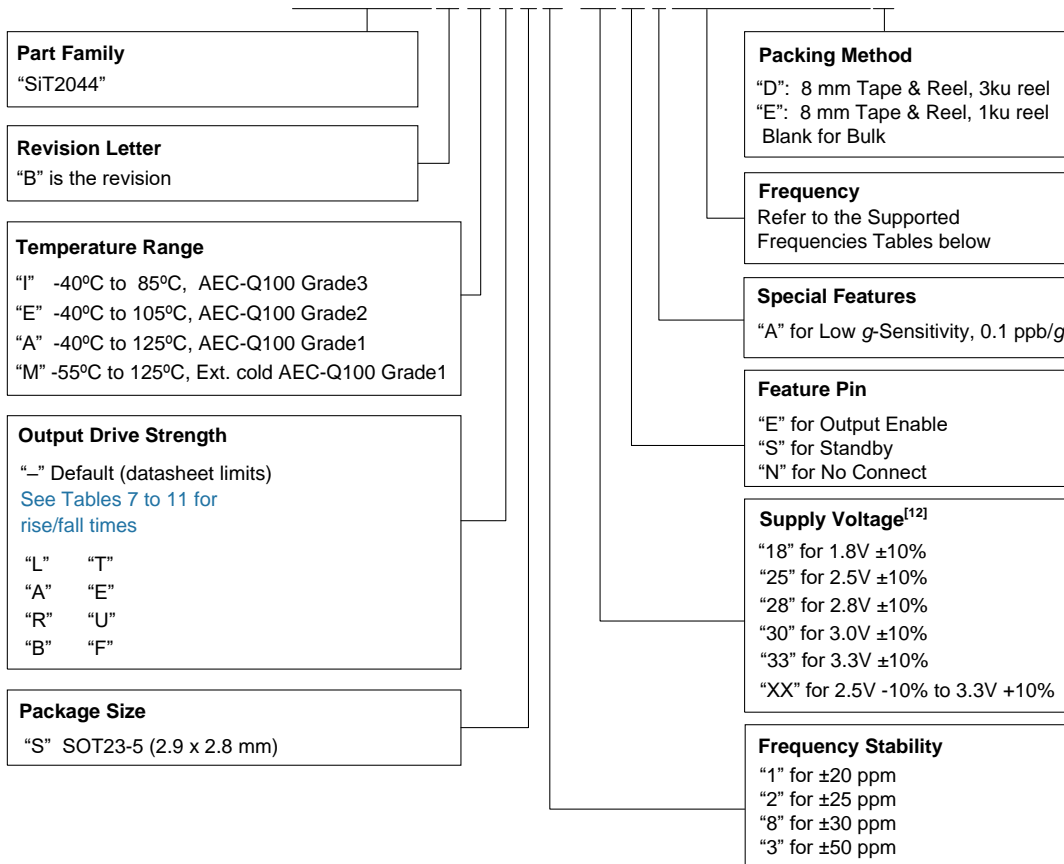 Part Family
“SiT2044”
Revision Letter
“B” is the revision
Temperature Range
“I” -40ºC to 85ºC, AEC-Q100 Grade3
“E” -40ºC to 105ºC, AEC-Q100 Grade2
“A” -40ºC to 125ºC, AEC-Q100 Grade1
“M” -55ºC to 125ºC, Ext. cold AEC-Q100 Grade1
Output Drive Strength
“–” Default (datasheet limits)
See Tables 7 to 11 for
rise/fall times
“L” “T”
“A” “E”
“R” “U”
“B” “F”
Package Size
“S” SOT23-5 (2.9 x 2.8 mm)
Packing Method
“D”: 8 mm Tape & Reel, 3ku reel
“E”: 8 mm Tape & Reel, 1ku reel
Blank for Bulk
Frequency
Refer to the Supported
Frequencies Tables below
Special Features
“A” for Low g-Sensitivity, 0.1 ppb/g
Feature Pin
“E” for Output Enable
“S” for Standby
“N” for No Connect
Supply Voltage[12]
“18” for 1.8V ±10%
“25” for 2.5V ±10%
“28” for 2.8V ±10%
“30” for 3.0V ±10%
“33” for 3.3V ±10%
“XX” for 2.5V -10% to 3.3V +10%
Frequency Stability
“1” for ±20 ppm
“2” for ±25 ppm
“8” for ±30 ppm
“3” for ±50 ppm